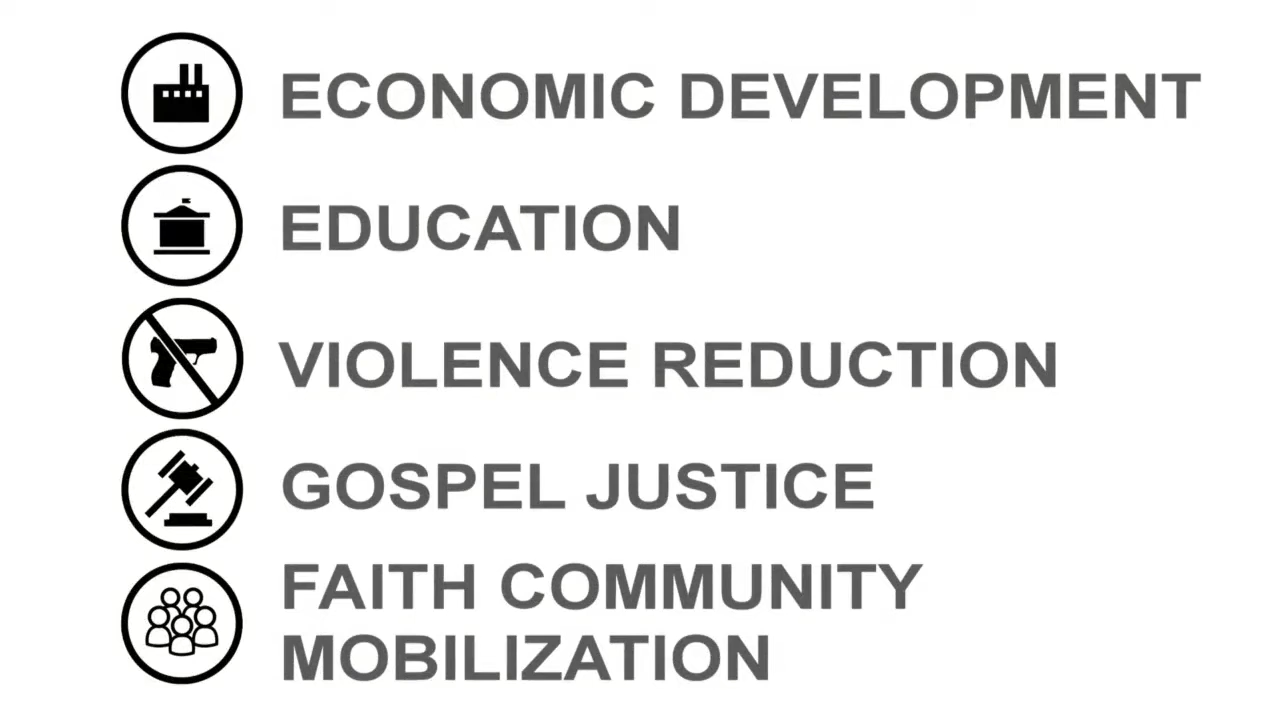 ECONOMIC DEVELOPMENT
EDUCATION
VIOLENCE REDUCTION
GOSPEL JUSTICE
FAITH COMMUNITY
MOBILIZATION